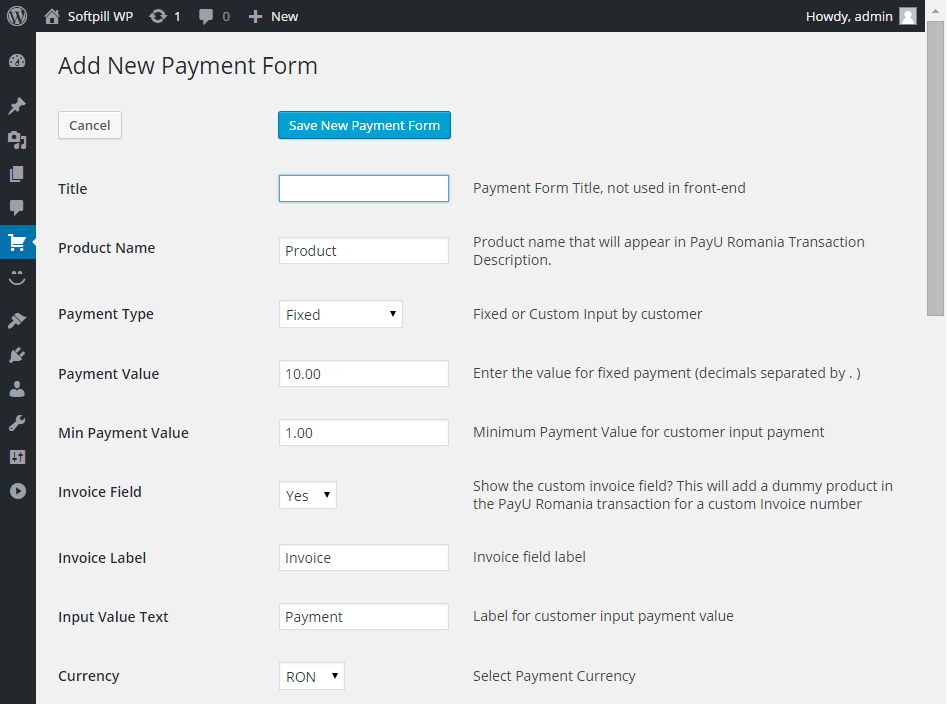 Softpill WP 1 0 New Howdy, admin
Add New Payment Form
Cancel Save New Payment Form
Title Payment Form Title, not used in front-end
Product Name Product Product name that will appear in PayU Romania Transaction
Description.
Payment Type Fixed Fixed or Custom Input by customer
Payment Value 10.00 Enter the value for fixed payment (decimals separated by . )
Min Payment Value 1.00 Minimum Payment Value for customer input payment
Invoice Field Yes Show the custom invoice field? This will add a dummy product in
the PayU Romania transaction for a custom Invoice number
Invoice Label Invoice Invoice field label
Input Value Text Payment Label for customer input payment value
Currency RON Select Payment Currency